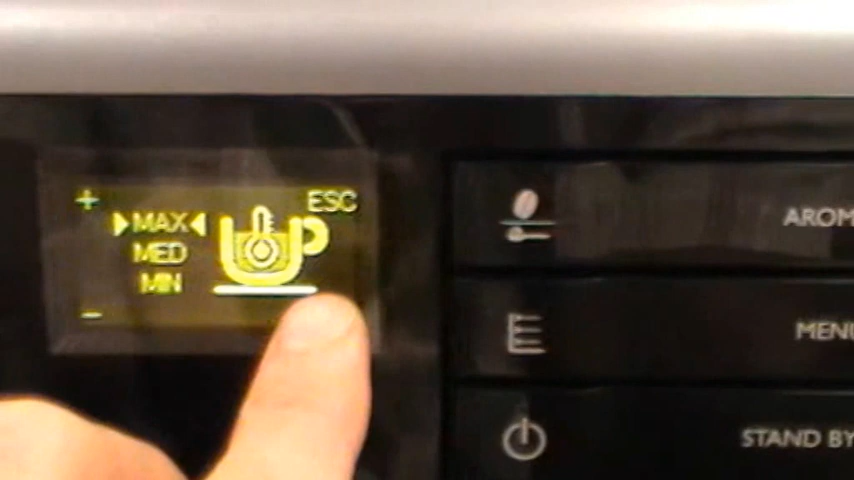 +
ESC
MAX
MED
MIN
-
AROM
MENU
STAND BY